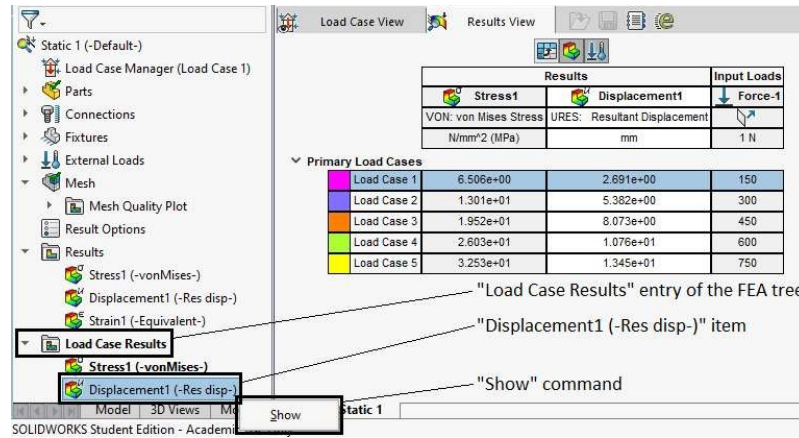 Load Case View
Results View
Static 1 (-Default-)
Load Case Manager (Load Case 1)
Parts
Connections
Fixtures
External Loads
Mesh
Mesh Quality Plot
Result Options
Results
Stress1 (-vonMises-)
Displacement1 (-Res disp-)
Strain1 (-Equivalent-)
Load Case Results
Stress1 (-vonMises-)
Displacement1 (-Res disp-)
Results Input Loads
Stress1 Displacement1 Force-1
VON: von Mises Stress URES: Resultant Displacement
N/mm^2 (MPa) mm 1 N
Primary Load Cases
Load Case 1 6.506e+00 2.691e+00 150
Load Case 2 1.301e+01 5.382e+00 300
Load Case 3 1.952e+01 8.073e+00 450
Load Case 4 2.603e+01 1.076e+01 600
Load Case 5 3.253e+01 1.345e+01 750
"Load Case Results" entry of the FEA tree
"Displacement1 (-Res disp-)" item
"Show" command
Show
Model 3D Views Static 1
SOLIDWORKS Student Edition